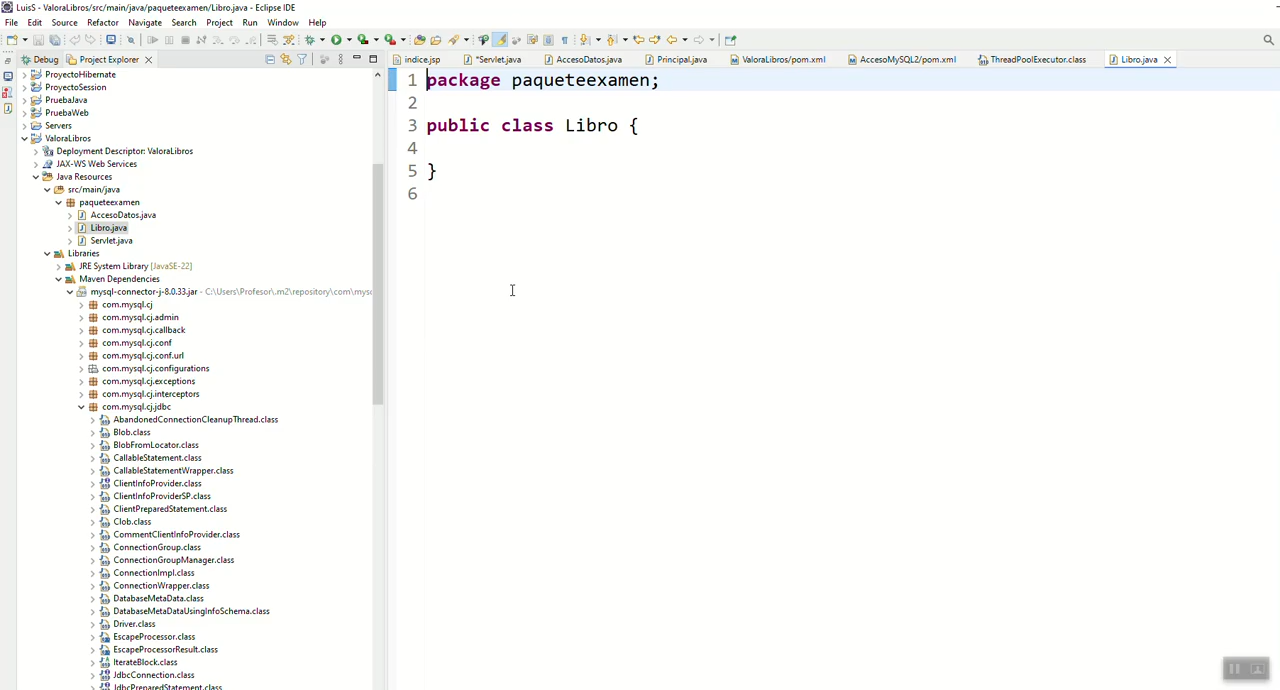 LuisS - ValoraLibros/src/main/java/paqueteexamen/Libro.java - Eclipse IDE
File Edit Source Refactor Navigate Search Project Run Window Help
Debug Project Explorer
indice.jsp *Servlet.java AccesoDatos.java Principal.java ValoraLibros/pom.xml AccesoMySQL2/pom.xml ThreadPoolExecutor.class Libro.java
ProyectoHibernate
ProyectoSession
PruebaJava
PruebaWeb
Servers
ValoraLibros
Deployment Descriptor: ValoraLibros
JAX-WS Web Services
Java Resources
src/main/java
paqueteexamen
AccesoDatos.java
Libro.java
Servlet.java
Libraries
JRE System Library [JavaSE-22]
Maven Dependencies
mysql-connector-j-8.0.33.jar - C:\Users\Profesor\.m2\repository\com\mysq
com.mysql.cj
com.mysql.cj.admin
com.mysql.cj.callback
com.mysql.cj.conf
com.mysql.cj.conf.url
com.mysql.cj.configurations
com.mysql.cj.exceptions
com.mysql.cj.interceptors
com.mysql.cj.jdbc
AbandonedConnectionCleanupThread.class
Blob.class
BlobFromLocator.class
CallableStatement.class
CallableStatementWrapper.class
ClientInfoProvider.class
ClientInfoProviderSP.class
ClientPreparedStatement.class
Clob.class
CommentClientInfoProvider.class
ConnectionGroup.class
ConnectionGroupManager.class
ConnectionImpl.class
ConnectionWrapper.class
DatabaseMetaData.class
DatabaseMetaDataUsingInfoSchema.class
Driver.class
EscapeProcessor.class
EscapeProcessorResult.class
IterateBlock.class
JdbcConnection.class
JdbcPreparedStatement.class
1 package paqueteexamen;
2
3 public class Libro {
4
5 }
6